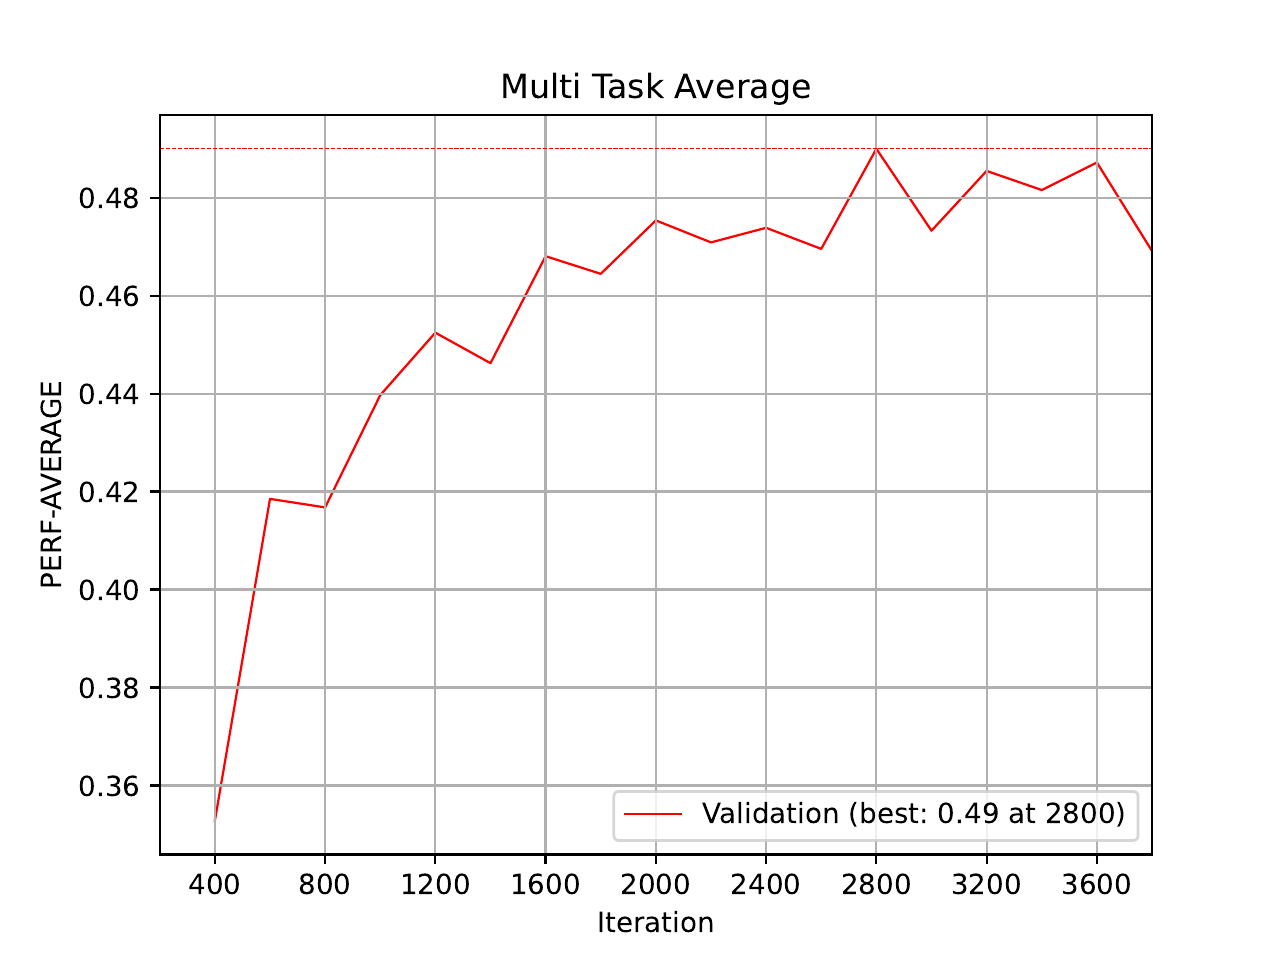 Multi Task Average
PERF-AVERAGE
0.48
0.46
0.44
0.42
0.40
0.38
0.36
Validation (best: 0.49 at 2800)
400 800 1200 1600 2000 2400 2800 3200 3600
Iteration